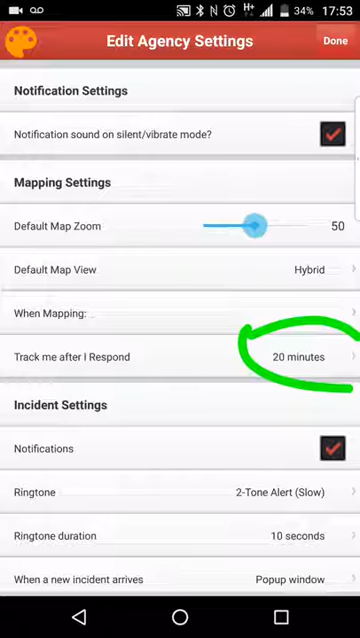 H+
34% 17:53
Edit Agency Settings
Done
Notification Settings
Notification sound on silent/vibrate mode?
Mapping Settings
Default Map Zoom 50
Default Map View Hybrid
When Mapping:
Track me after I Respond 20 minutes
Incident Settings
Notifications
Ringtone 2-Tone Alert (Slow)
Ringtone duration 10 seconds
When a new incident arrives Popup window